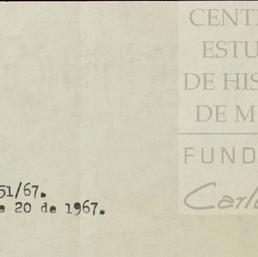 CENT
ESTU
DE HIS
DE M
FUND
Carl
51/67.
e 20 de 1967.